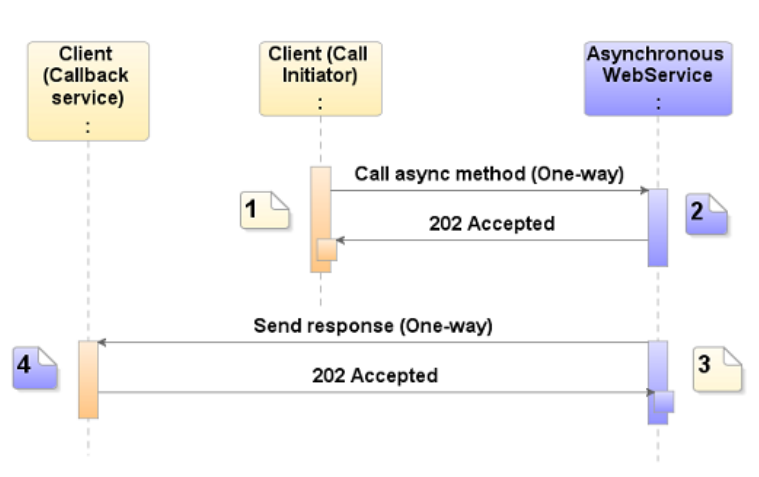 Client
(Callback
service)
:
Client (Call
Initiator)
:
Asynchronous
WebService
:
Call async method (One-way)
1
2
202 Accepted
Send response (One-way)
4
3
202 Accepted